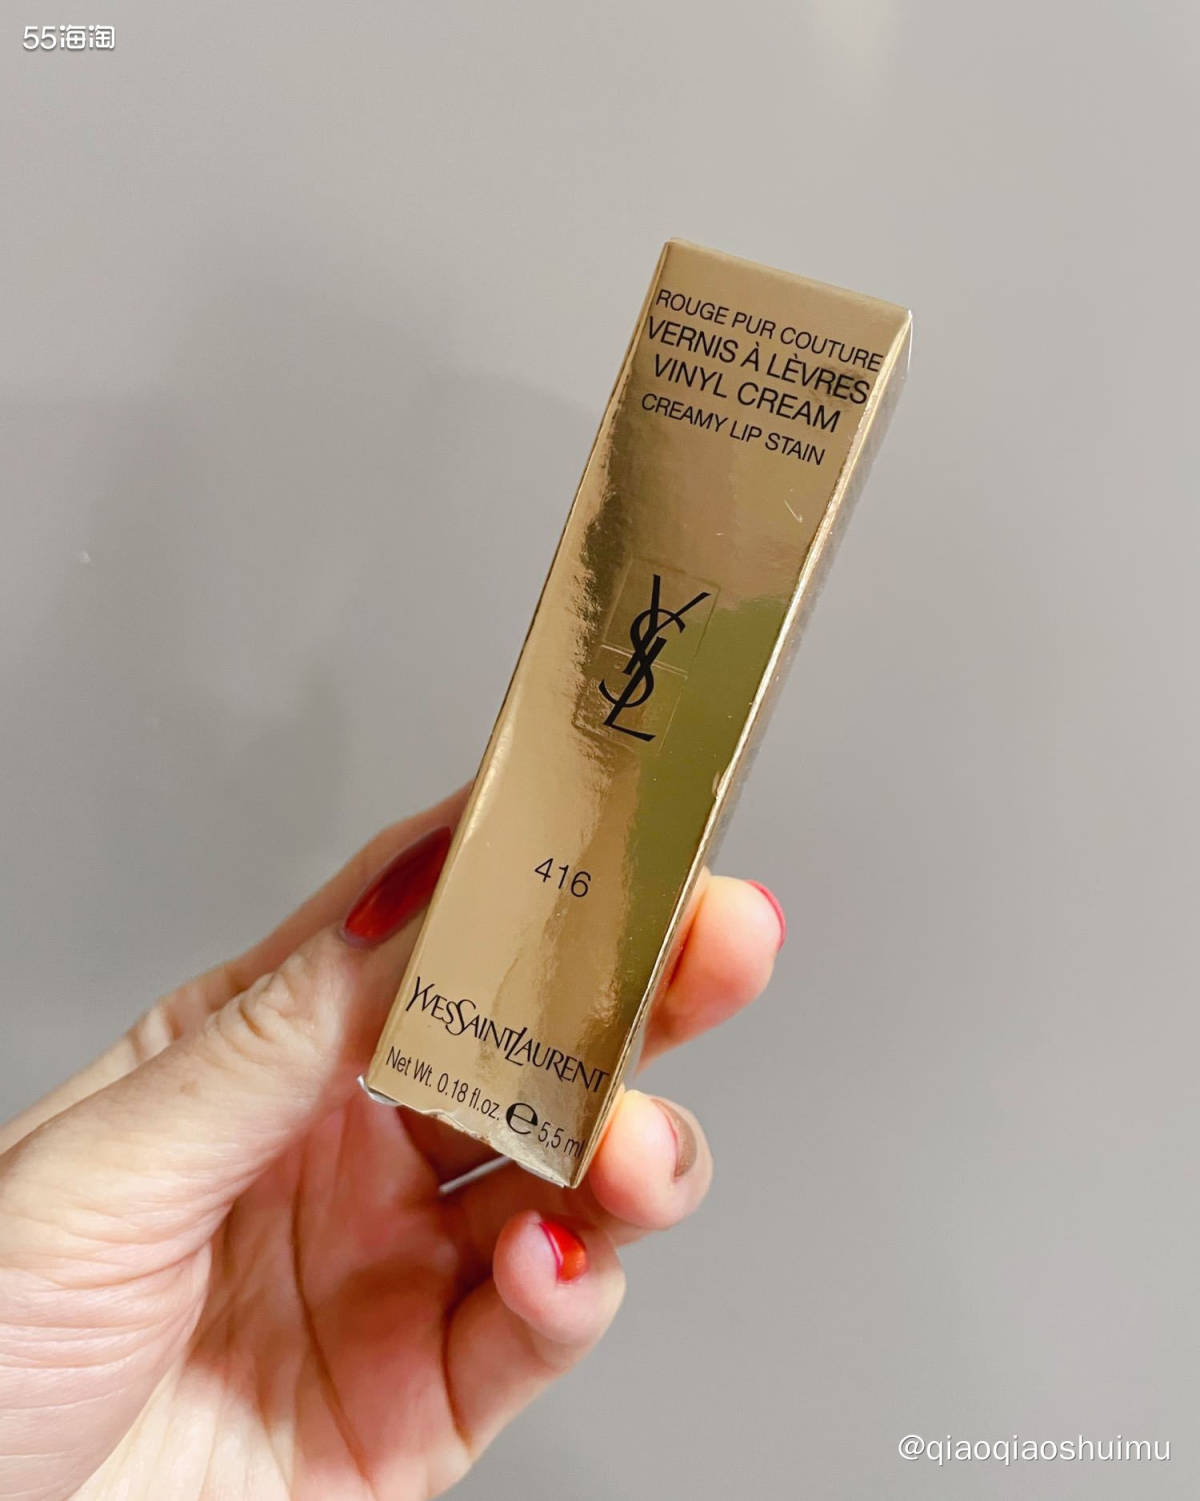 55海淘
ROUGE PUR COUTURE
VERNIS À LÈVRES
VINYL CREAM
CREAMY LIP STAIN
YSL
416
YVESSAINTLAURENT
Net Wt. 0.18 fl.oz. ℮ 5,5 ml
@qiaoqiaoshuimu